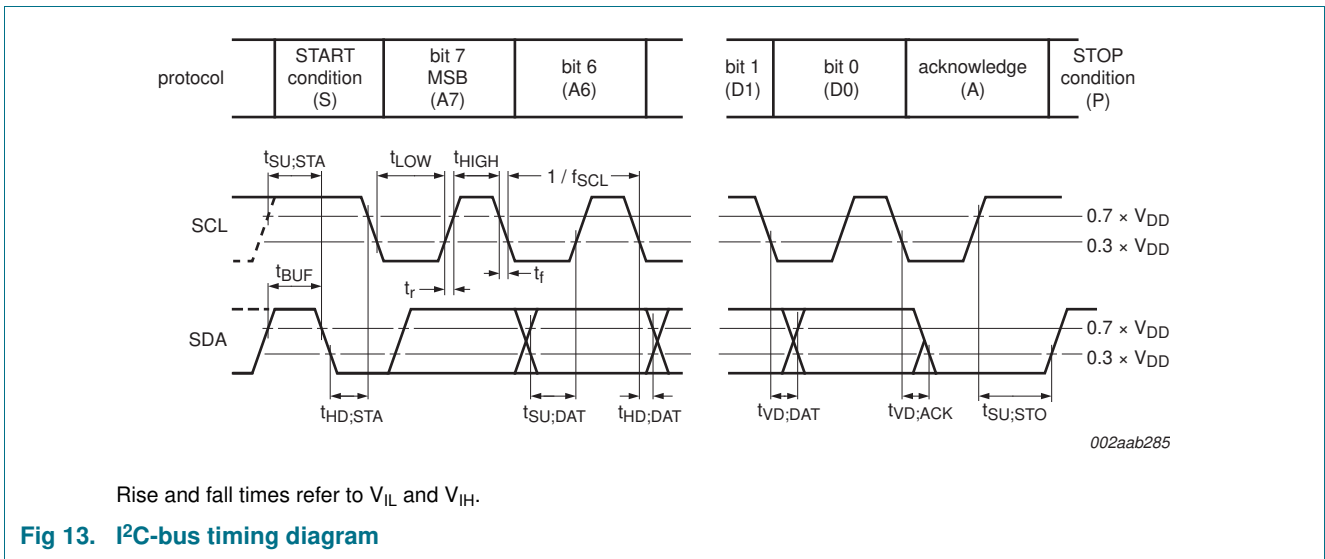 protocol
START
condition
(S)
bit 7
MSB
(A7)
bit 6
(A6)
bit 1
(D1)
bit 0
(D0)
acknowledge
(A)
STOP
condition
(P)
tSU;STA
tLOW
tHIGH
1 / fSCL
SCL
0.7 × VDD
0.3 × VDD
tBUF
tr
tf
SDA
0.7 × VDD
0.3 × VDD
tHD;STA
tSU;DAT
tHD;DAT
tVD;DAT
tVD;ACK
tSU;STO
002aab285
Rise and fall times refer to VIL and VIH.
Fig 13. I2C-bus timing diagram